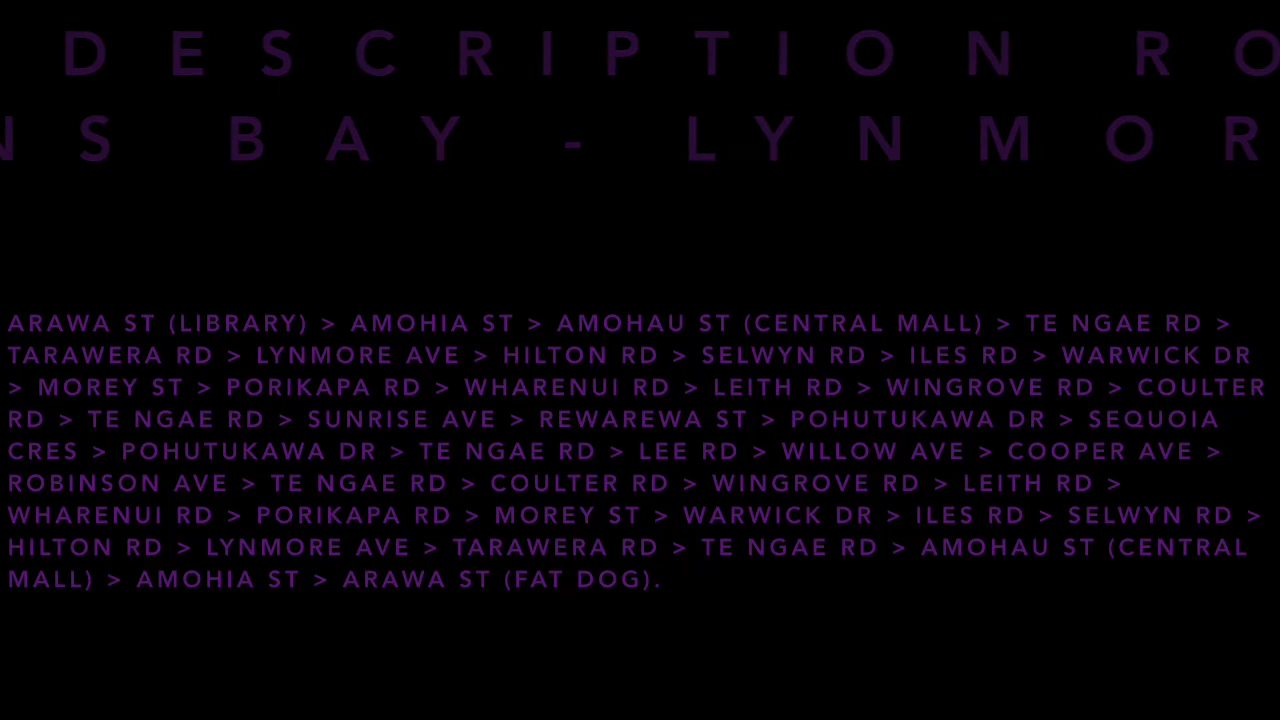 DESCRIPTION RO
NS BAY - LYNMOR
ARAWA ST (LIBRARY) > AMOHIA ST > AMOHAU ST (CENTRAL MALL) > TE NGAE RD >
TARAWERA RD > LYNMORE AVE > HILTON RD > SELWYN RD > ILES RD > WARWICK DR
> MOREY ST > PORIKAPA RD > WHARENUI RD > LEITH RD > WINGROVE RD > COULTER
RD > TE NGAE RD > SUNRISE AVE > REWAREWA ST > POHUTUKAWA DR > SEQUOIA
CRES > POHUTUKAWA DR > TE NGAE RD > LEE RD > WILLOW AVE > COOPER AVE >
ROBINSON AVE > TE NGAE RD > COULTER RD > WINGROVE RD > LEITH RD >
WHARENUI RD > PORIKAPA RD > MOREY ST > WARWICK DR > ILES RD > SELWYN RD >
HILTON RD > LYNMORE AVE > TARAWERA RD > TE NGAE RD > AMOHAU ST (CENTRAL
MALL) > AMOHIA ST > ARAWA ST (FAT DOG).